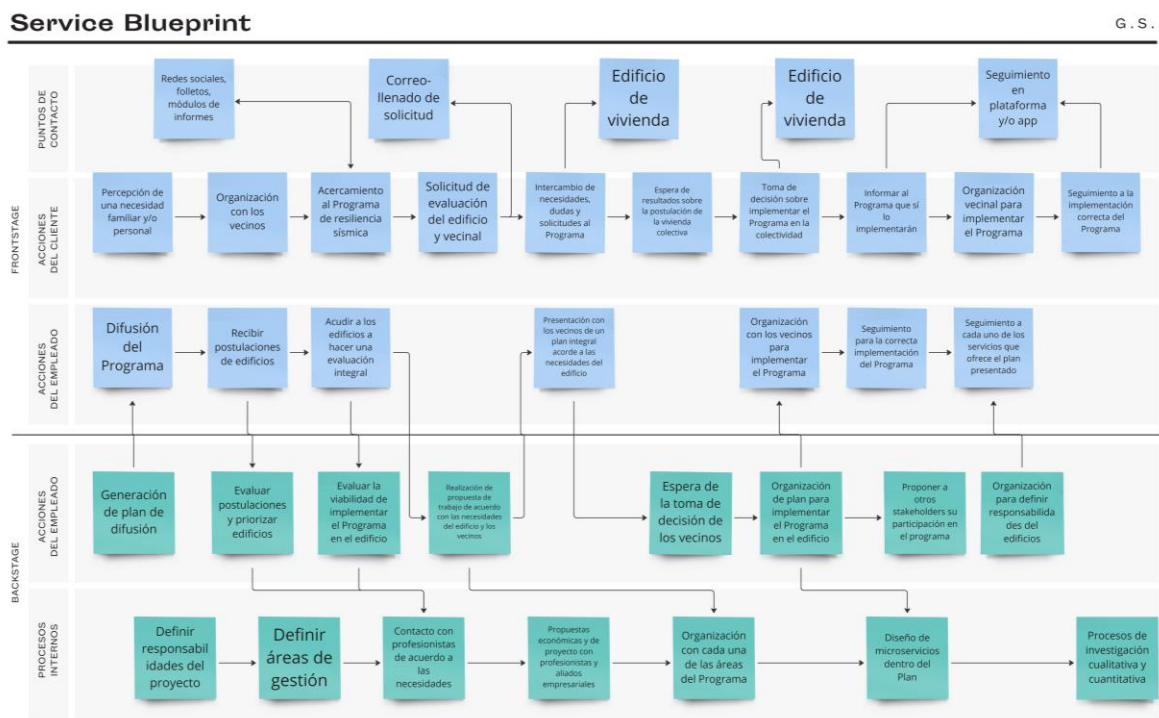 Service Blueprint
G.S.
FRONTSTAGE
PUNTOS DE
CONTACTO
Redes sociales,
folletos,
módulos de
informes
Correo-
llenado de
solicitud
Edificio
de
vivienda
Edificio
de
vivienda
Seguimiento
en
plataforma
y/o app
ACCIONES
DEL CLIENTE
Percepción de
una necesidad
familiar y/o
personal
Organización
con los
vecinos
Acercamiento
al Programa
de resiliencia
sísmica
Solicitud de
evaluación
del edificio
y vecinal
Intercambio de
necesidades,
dudas y
solicitudes al
Programa
Espera de
resultados sobre
la postulación de
la vivienda
colectiva
Toma de
decisión sobre
implementar el
Programa en la
colectividad
Informar al
Programa que sí
lo
implementarán
Organización
vecinal para
implementar
el Programa
Seguimiento a la
implementación
correcta del
Programa
ACCIONES
DEL EMPLEADO
Difusión
del
Programa
Recibir
postulaciones
de edificios
Acudir a los
edificios a
hacer una
evaluación
integral
Presentación con
los vecinos de un
plan integral
acorde a las
necesidades del
edificio
Organización
con los vecinos
para
implementar
el Programa
Seguimiento
para la correcta
implementación
del Programa
Seguimiento a
cada uno de los
servicios que
ofrece el plan
presentado
BACKSTAGE
ACCIONES
DEL EMPLEADO
Generación
de plan de
difusión
Evaluar
postulaciones
y priorizar
edificios
Evaluar la
viabilidad de
implementar
el Programa
en el edificio
Realización de
propuesta de
trabajo de acuerdo
con las necesidades
del edificio y los
vecinos
Espera de
la toma de
decisión de
los vecinos
Organización
de plan para
implementar
el Programa
en el edificio
Proponer a
otros
stakeholders su
participación en
el programa
Organización
para definir
responsabilida
des del
edificios
PROCESOS
INTERNOS
Definir
responsabil
idades del
proyecto
Definir
áreas de
gestión
Contacto con
profesionistas
de acuerdo a
las
necesidades
Propuestas
económicas y de
proyecto con
profesionistas y
aliados
empresariales
Organización
con cada una
de las áreas
del Programa
Diseño de
microservicios
dentro del
Plan
Procesos de
investigación
cualitativa y
cuantitativa